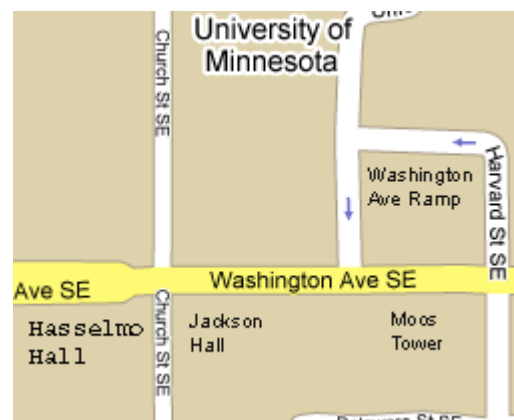 University of
Minnesota
Church St SE
Harvard St SE
Washington
Ave Ramp
Washington Ave SE
Ave SE
Church St SE
Hasselmo
Hall
Jackson
Hall
Moos
Tower